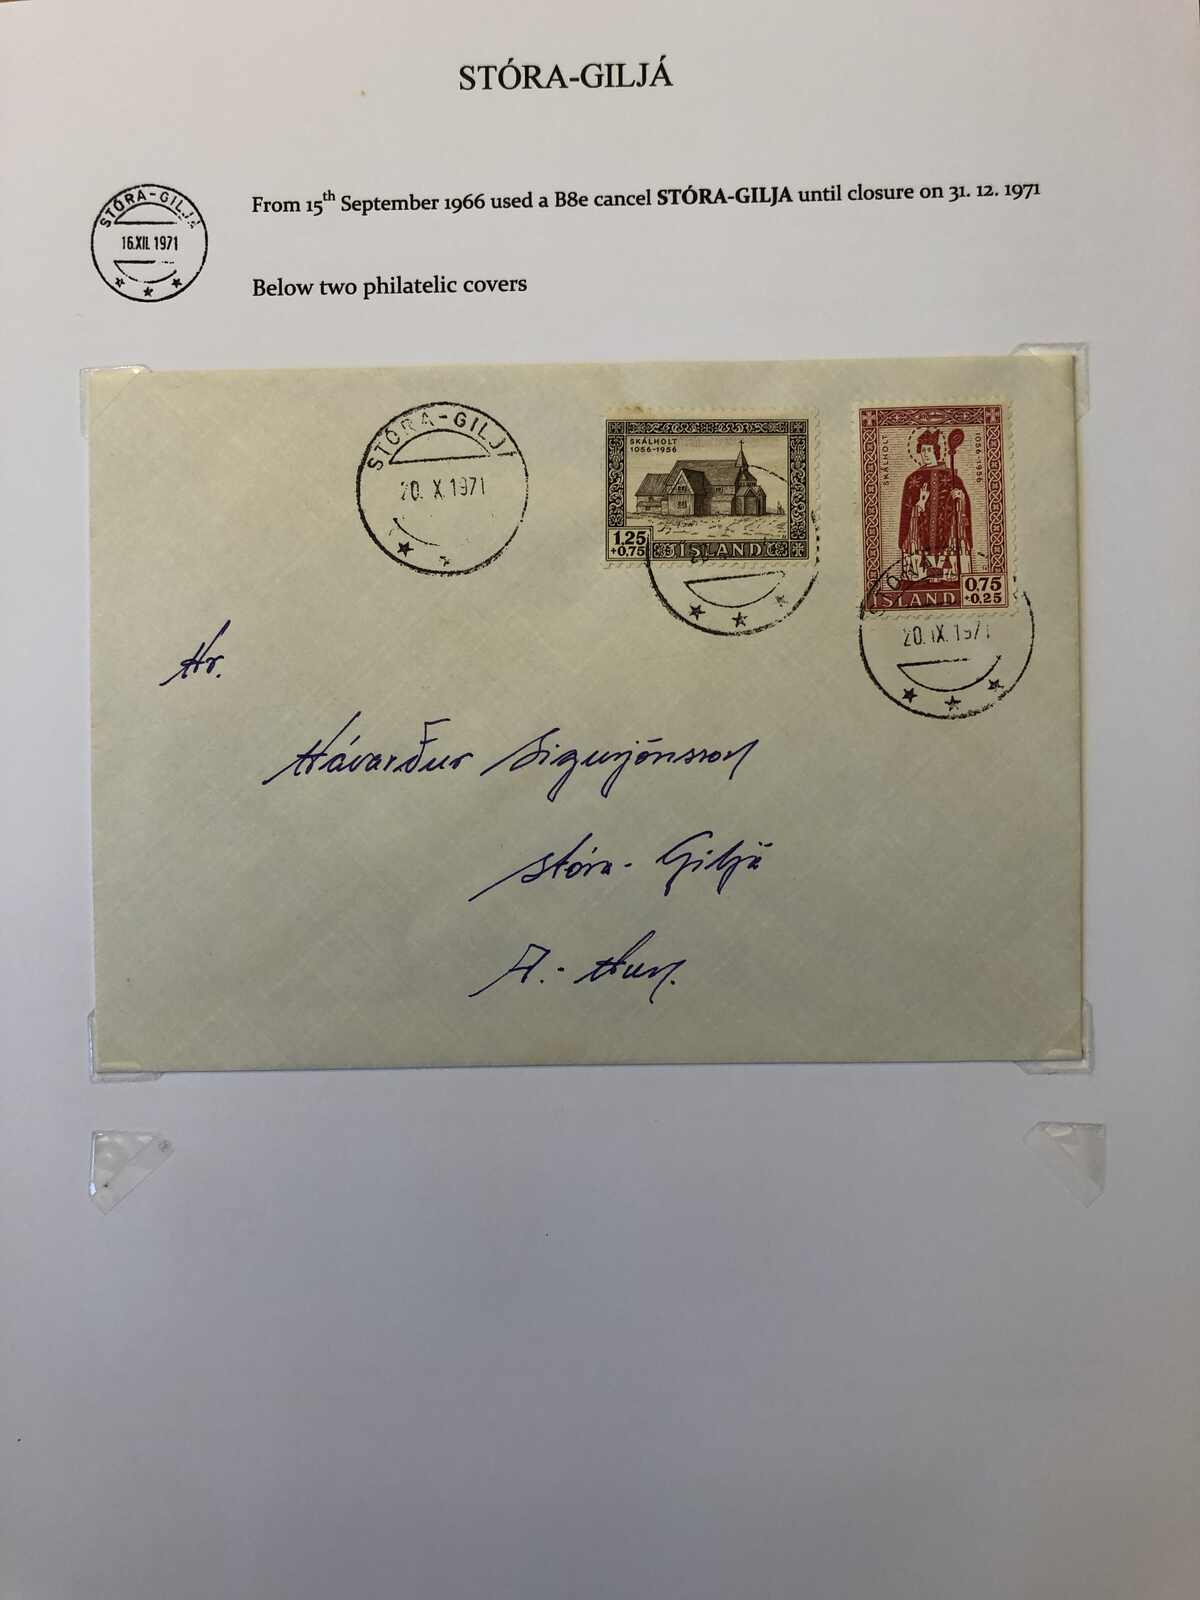 STÓRA-GILJÁ
STÓRA-GILJÁ
16.XII. 1971
From 15th September 1966 used a B8e cancel STÓRA-GILJA until closure on 31. 12. 1971
Below two philatelic covers
STÓRA-GILJ
20. X. 1971
SKÁLHOLT
1056-1956
1,25
+0,75
ÍSLAND
SKÁLHOLT
1056-1956
ÍSLAND
0,75
+0,25
20. IX. 1971
Hr.
Hávarður Sigurjónsson
Stóra-Giljá
A.-Hun.